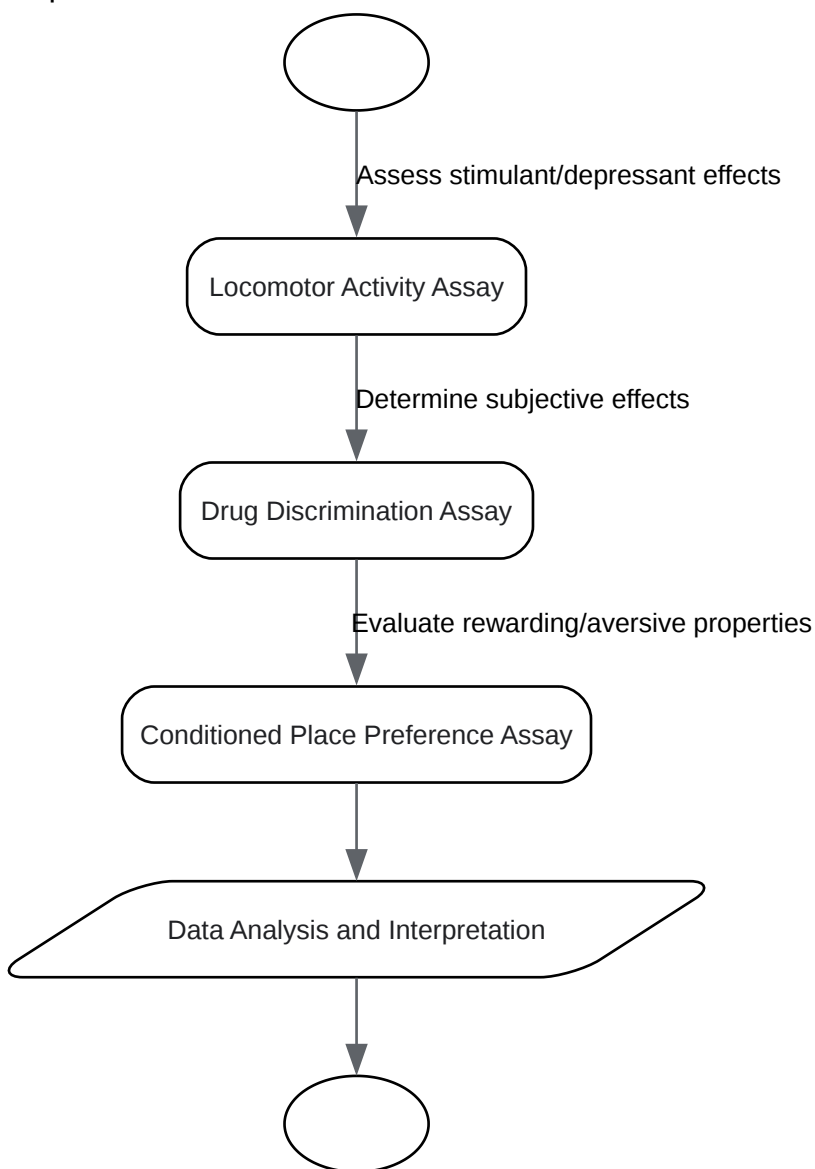 Assess stimulant/depressant effects
Locomotor Activity Assay
Determine subjective effects
Drug Discrimination Assay
Evaluate rewarding/aversive properties
Conditioned Place Preference Assay
Data Analysis and Interpretation